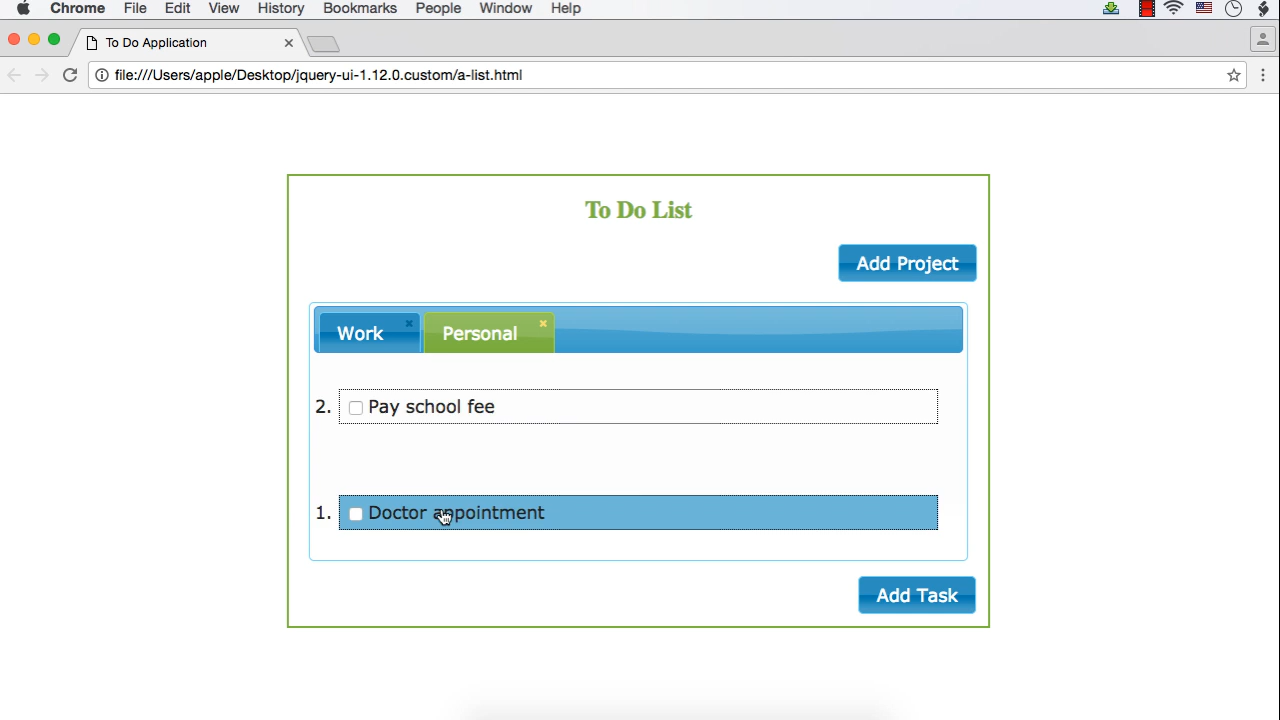 Chrome File Edit View History Bookmarks People Window Help
To Do Application
file:///Users/apple/Desktop/jquery-ui-1.12.0.custom/a-list.html
To Do List
Add Project
Work Personal
2. Pay school fee
1. Doctor appointment
Add Task